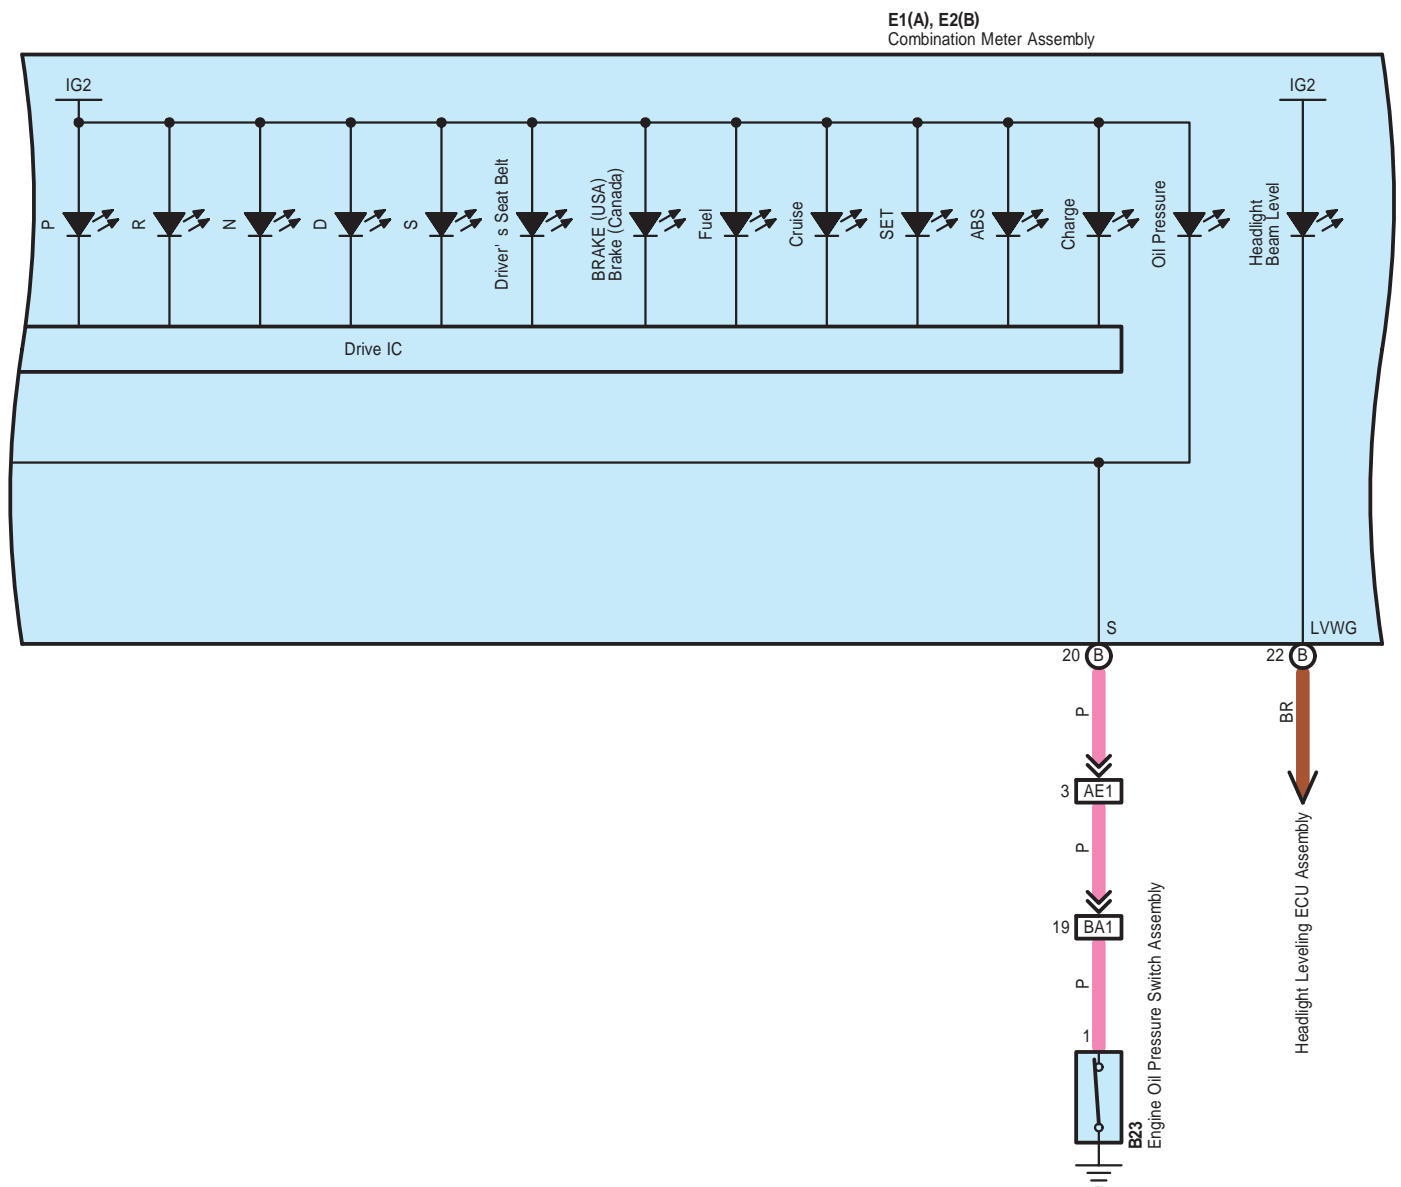 E1(A), E2(B)
Combination Meter Assembly
IG2
IG2
P
R
N
D
S
Driver' s Seat Belt
BRAKE (USA)
Brake (Canada)
Fuel
Cruise
SET
ABS
Charge
Oil Pressure
Headlight
Beam Level
Drive IC
S
LVWG
20
B
22
B
P
BR
3
AE1
P
19
BA1
P
1
B23
Engine Oil Pressure Switch Assembly
Headlight Leveling ECU Assembly